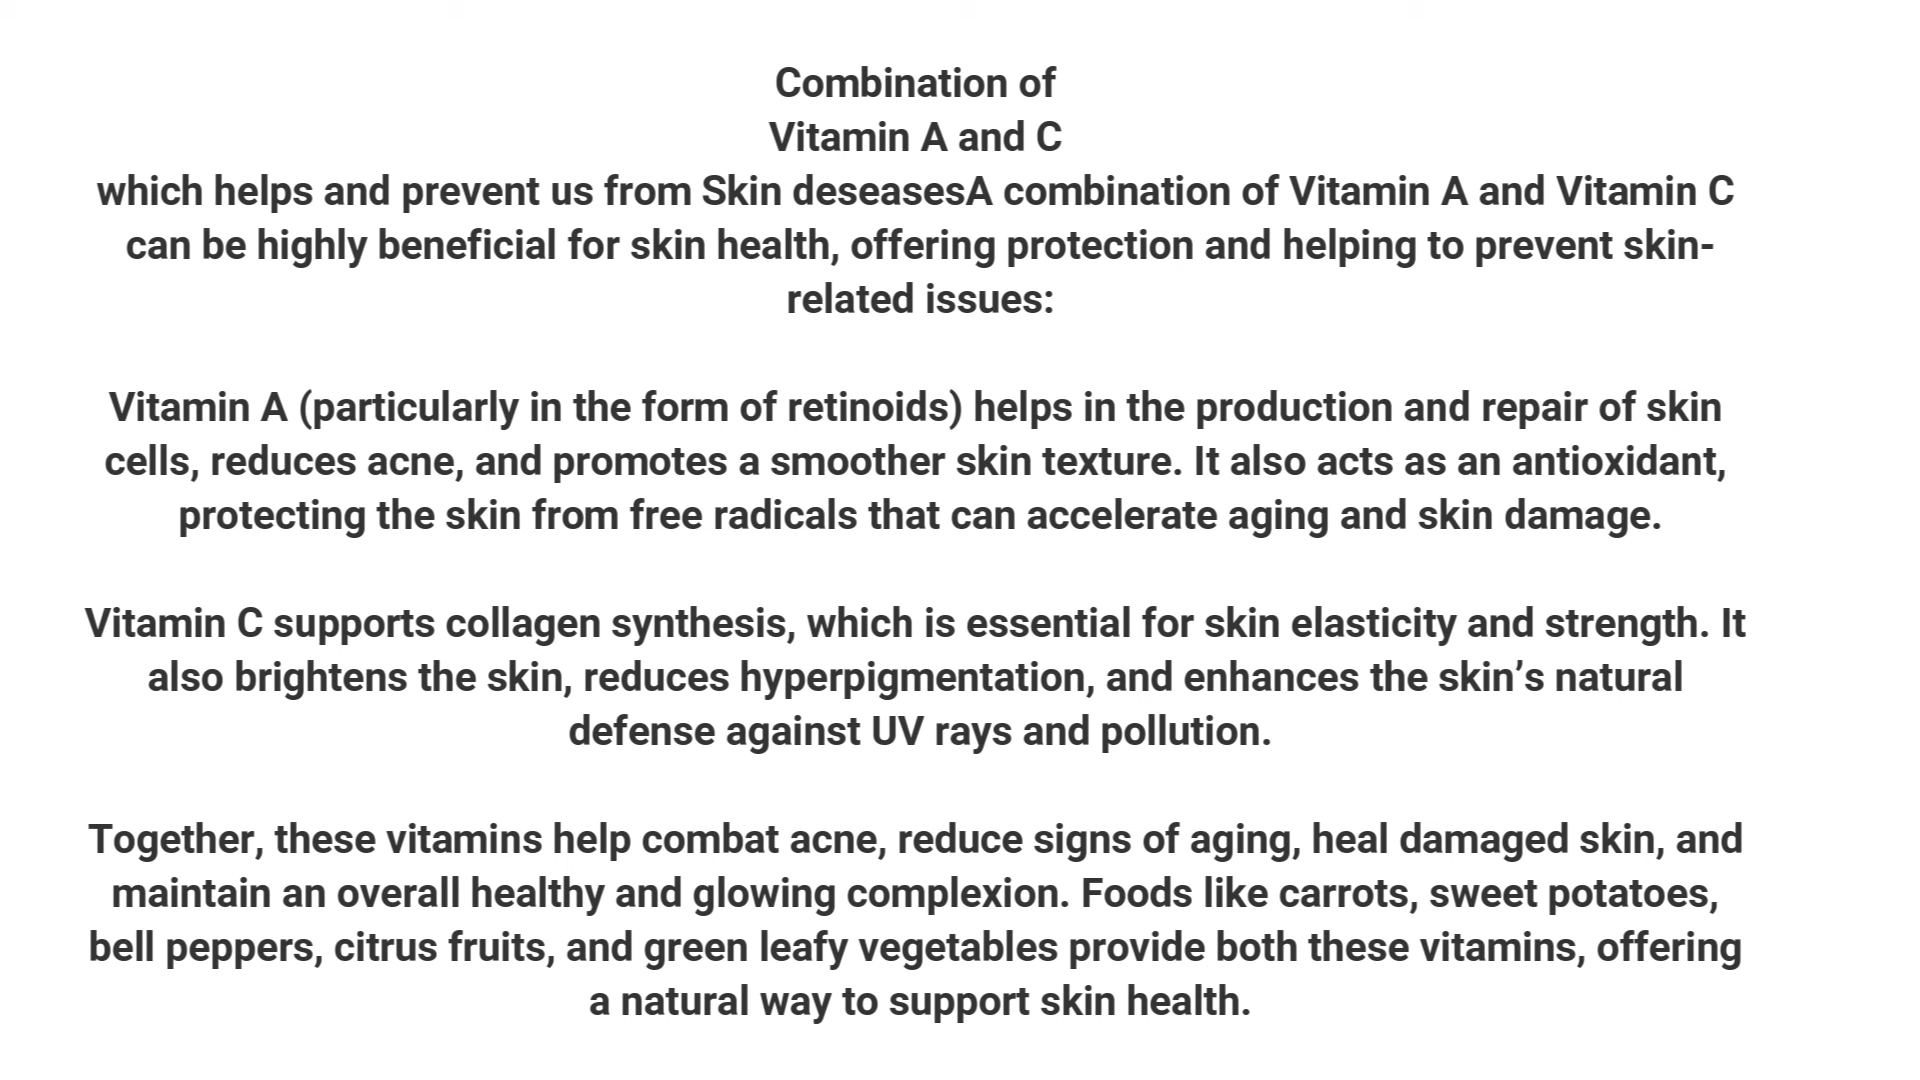 Combination of
Vitamin A and C
which helps and prevent us from Skin deseasesA combination of Vitamin A and Vitamin C
can be highly beneficial for skin health, offering protection and helping to prevent skin-
related issues:
Vitamin A (particularly in the form of retinoids) helps in the production and repair of skin
cells, reduces acne, and promotes a smoother skin texture. It also acts as an antioxidant,
protecting the skin from free radicals that can accelerate aging and skin damage.
Vitamin C supports collagen synthesis, which is essential for skin elasticity and strength. It
also brightens the skin, reduces hyperpigmentation, and enhances the skin’s natural
defense against UV rays and pollution.
Together, these vitamins help combat acne, reduce signs of aging, heal damaged skin, and
maintain an overall healthy and glowing complexion. Foods like carrots, sweet potatoes,
bell peppers, citrus fruits, and green leafy vegetables provide both these vitamins, offering
a natural way to support skin health.